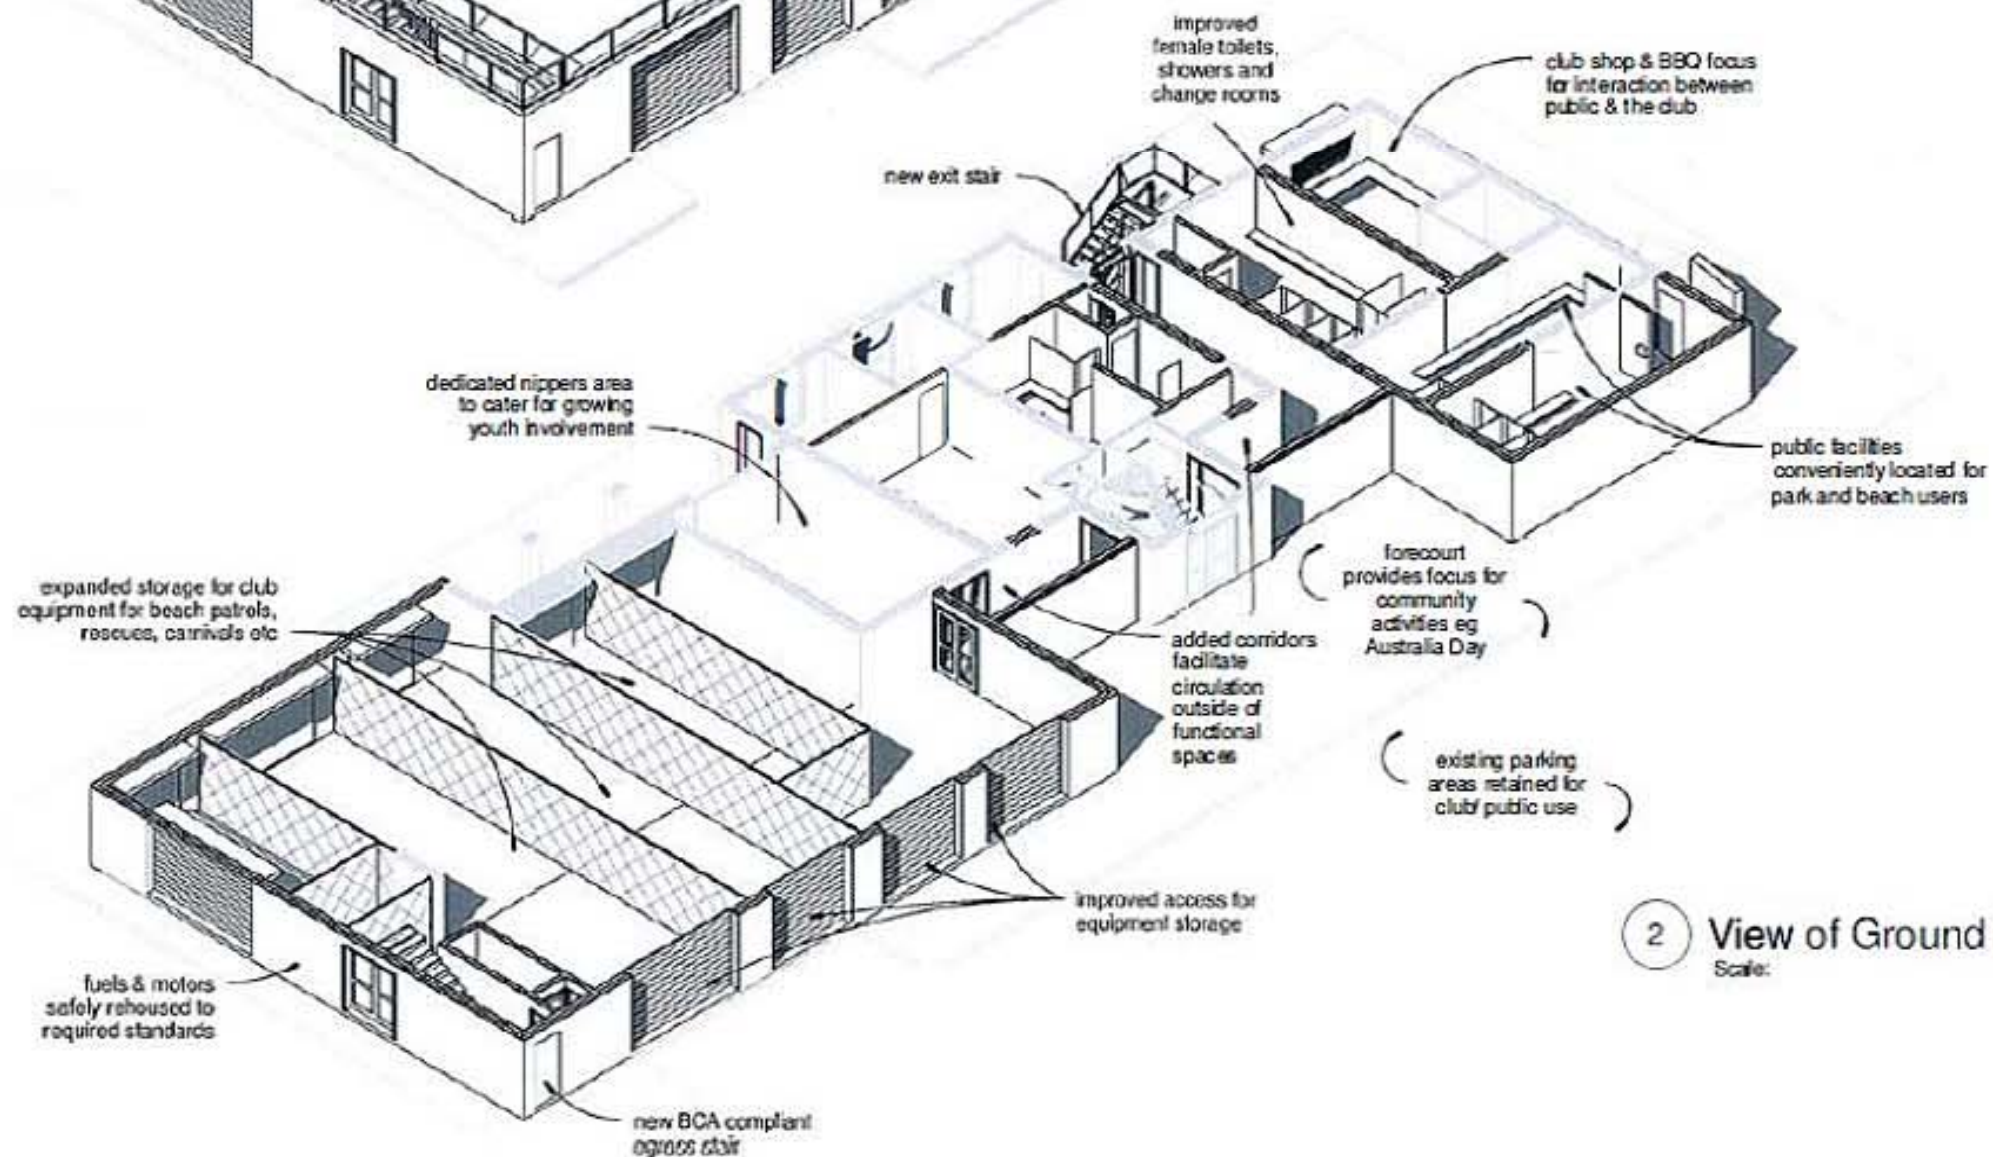 improved
female toilets,
showers and
change rooms
club shop & BBQ focus
for interaction between
public & the club
new exit stair
dedicated nippers area
to cater for growing
youth involvement
public facilities
conveniently located for
park and beach users
forecourt
provides focus for
community
activities eg
Australia Day
expanded storage for club
equipment for beach patrols,
rescues, carnivals etc
added corridors
facilitate
circulation
outside of
functional
spaces
existing parking
areas retained for
club/ public use
improved access for
equipment storage
2 View of Ground
Scale:
fuels & motors
safely rehoused to
required standards
new BCA compliant
egress stair